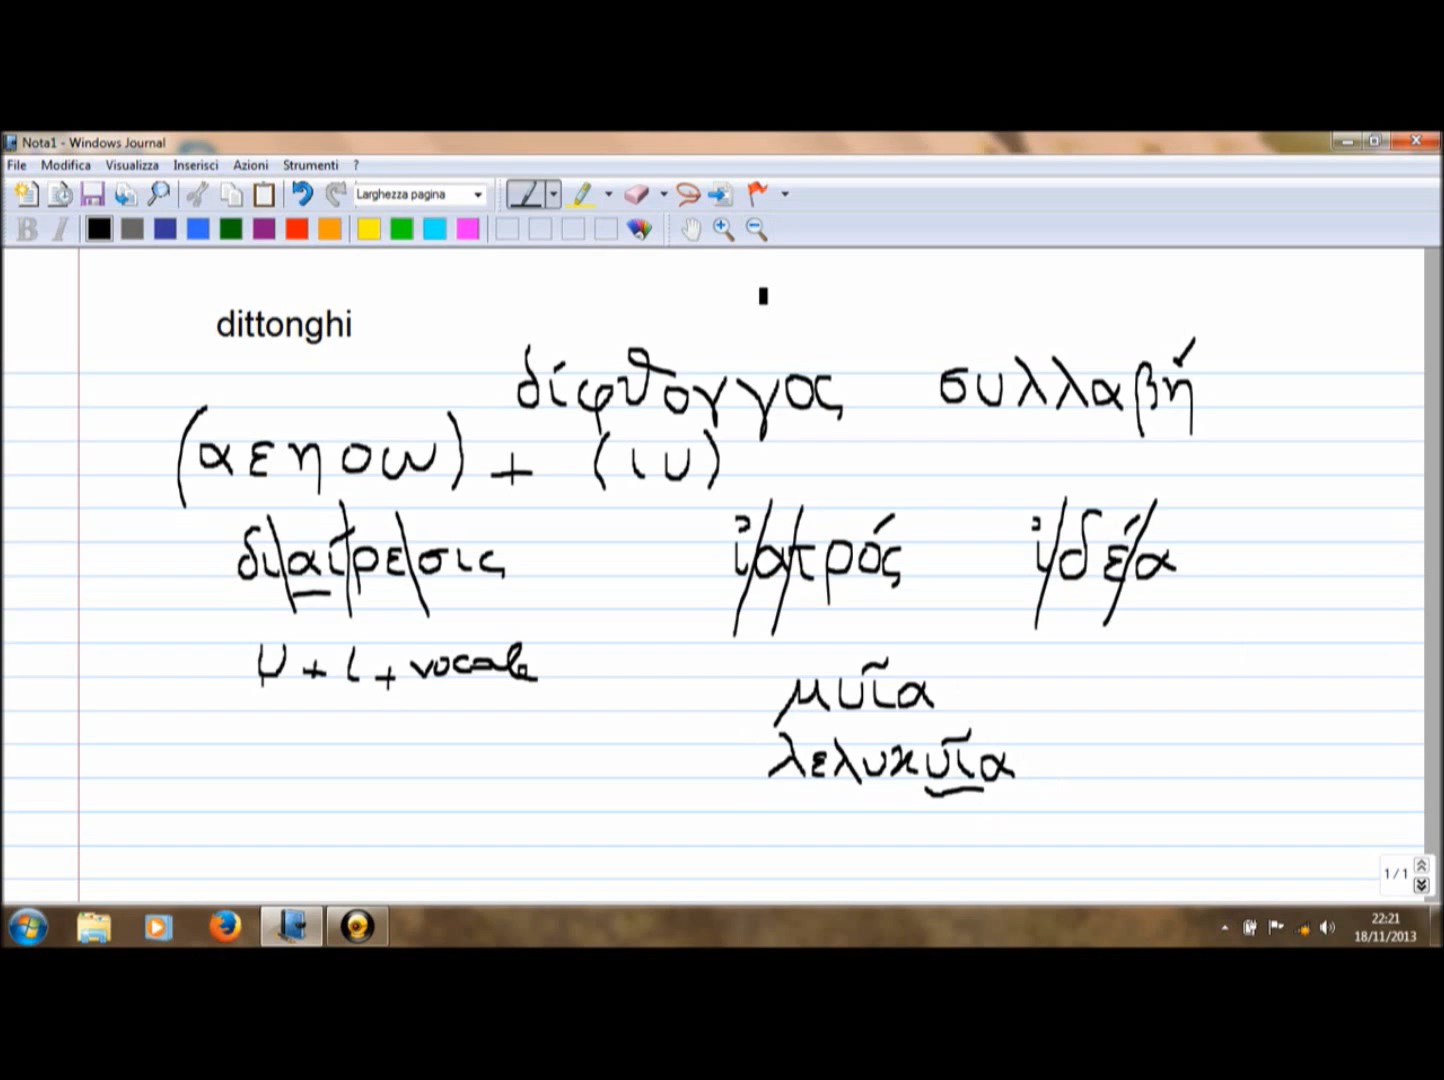 Nota1 - Windows Journal
File Modifica Visualizza Inserisci Azioni Strumenti ?
Larghezza pagina
B I
dittonghi
δίφθογγος συλλαβή
(α ε η ο ω) + (ι υ)
δι|αί|ρε|σις ἰ/α/τρός ἰ/δέ/α
υ + ι + vocale
μυῖα
λελυκυῖα
1 / 1
22:21
18/11/2013